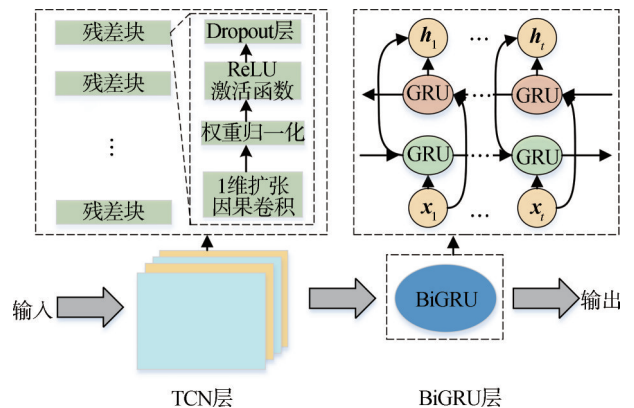 残差块
残差块
⋮
残差块
Dropout层
ReLU
激活函数
权重归一化
1维扩张
因果卷积
h1 … ht
GRU … GRU
GRU … GRU
x1 … xt
输入
BiGRU
输出
TCN层
BiGRU层